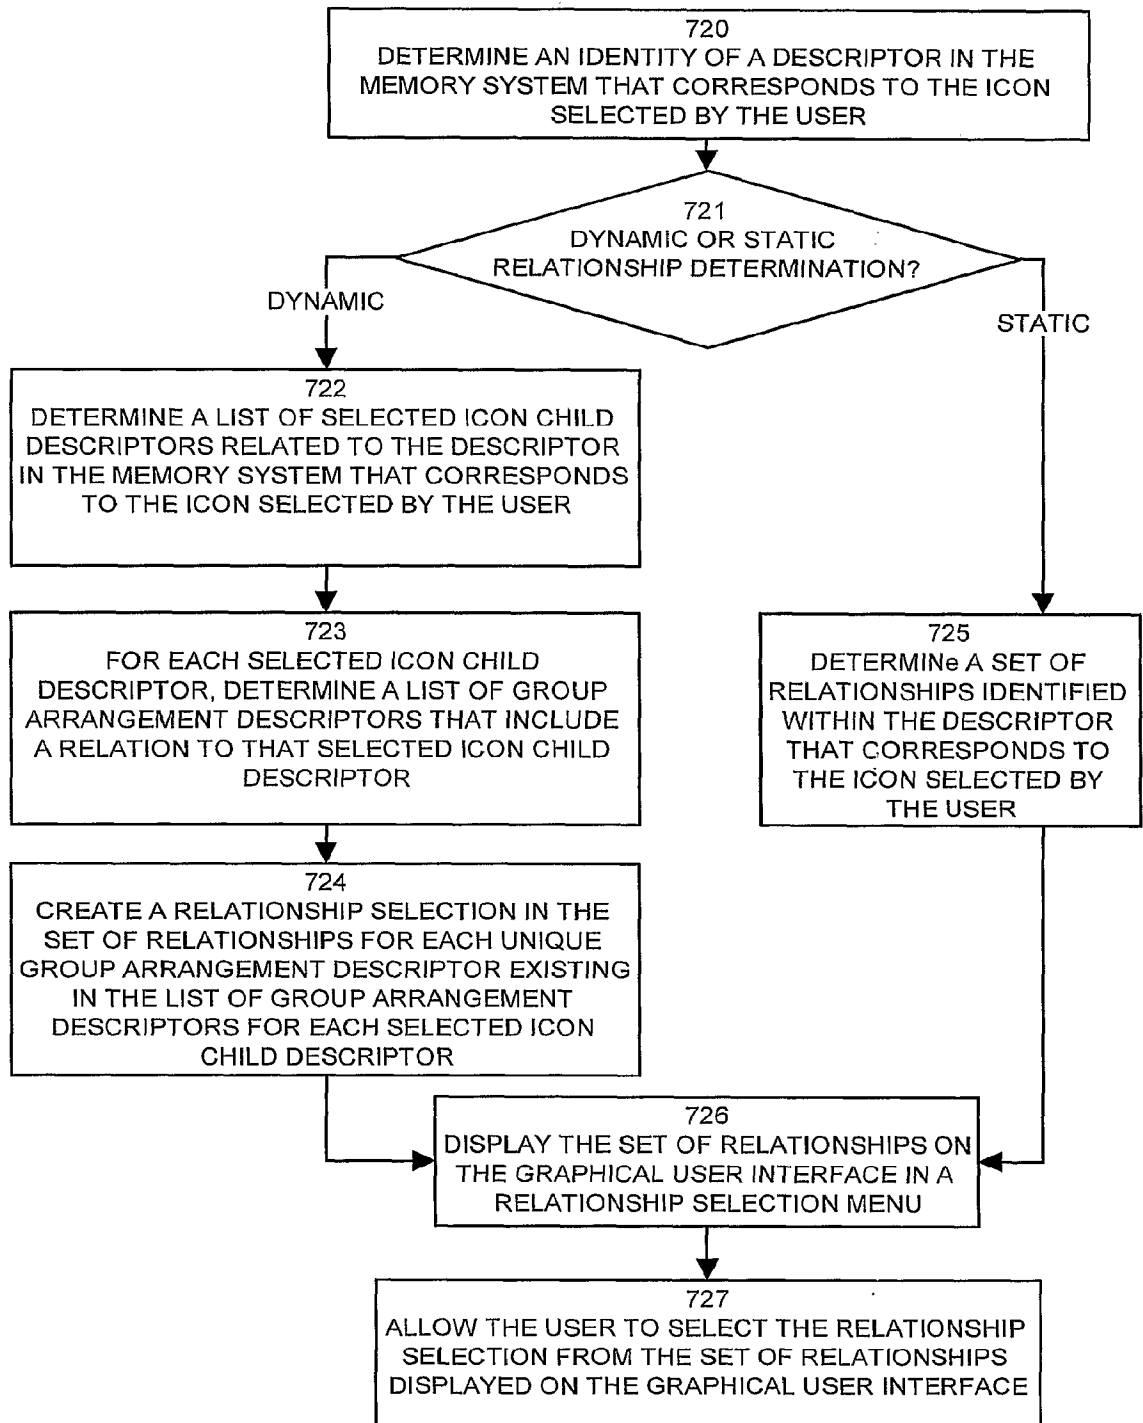 720
DETERMINE AN IDENTITY OF A DESCRIPTOR IN THE
MEMORY SYSTEM THAT CORRESPONDS TO THE ICON
SELECTED BY THE USER
721
DYNAMIC OR STATIC
RELATIONSHIP DETERMINATION?
DYNAMIC
STATIC
722
DETERMINE A LIST OF SELECTED ICON CHILD
DESCRIPTORS RELATED TO THE DESCRIPTOR
IN THE MEMORY SYSTEM THAT CORRESPONDS
TO THE ICON SELECTED BY THE USER
723
FOR EACH SELECTED ICON CHILD
DESCRIPTOR, DETERMINE A LIST OF GROUP
ARRANGEMENT DESCRIPTORS THAT INCLUDE
A RELATION TO THAT SELECTED ICON CHILD
DESCRIPTOR
725
DETERMINe A SET OF
RELATIONSHIPS IDENTIFIED
WITHIN THE DESCRIPTOR
THAT CORRESPONDS TO
THE ICON SELECTED BY
THE USER
724
CREATE A RELATIONSHIP SELECTION IN THE
SET OF RELATIONSHIPS FOR EACH UNIQUE
GROUP ARRANGEMENT DESCRIPTOR EXISTING
IN THE LIST OF GROUP ARRANGEMENT
DESCRIPTORS FOR EACH SELECTED ICON
CHILD DESCRIPTOR
726
DISPLAY THE SET OF RELATIONSHIPS ON
THE GRAPHICAL USER INTERFACE IN A
RELATIONSHIP SELECTION MENU
727
ALLOW THE USER TO SELECT THE RELATIONSHIP
SELECTION FROM THE SET OF RELATIONSHIPS
DISPLAYED ON THE GRAPHICAL USER INTERFACE